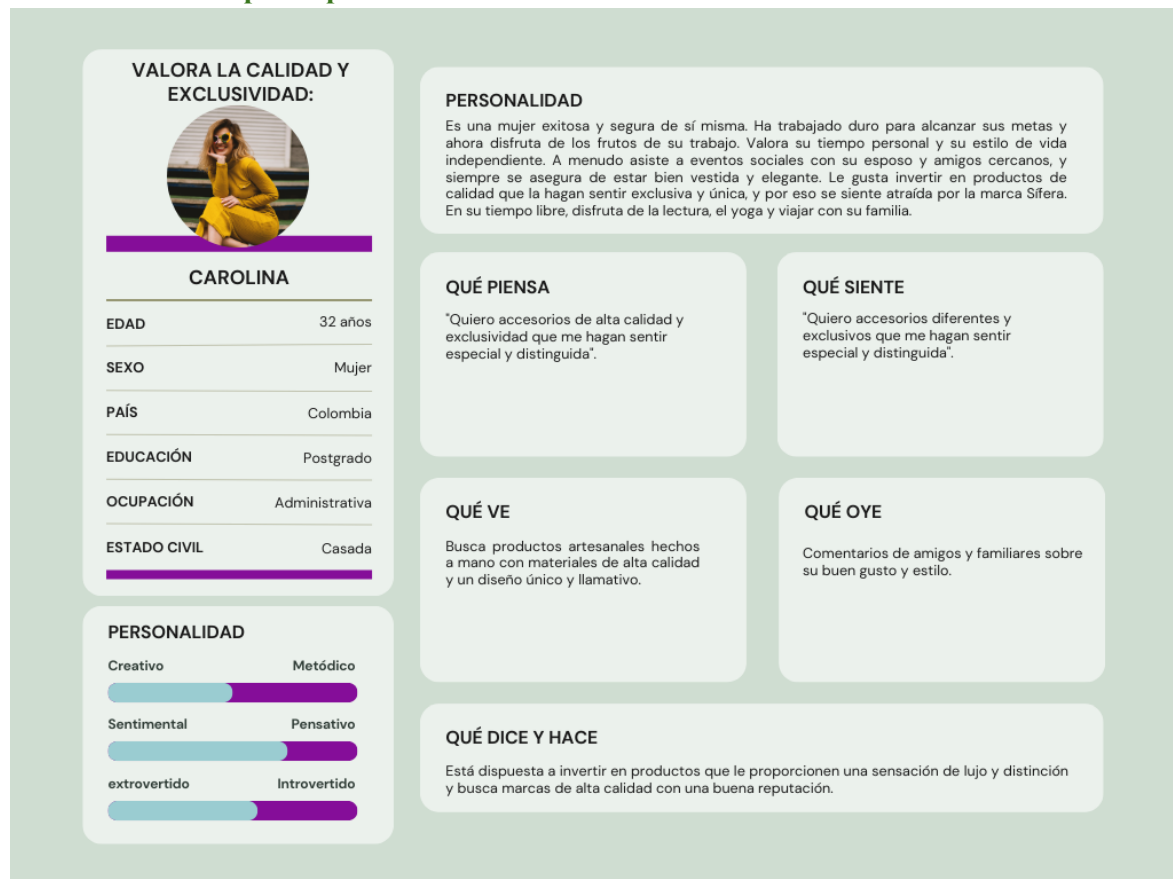 VALORA LA CALIDAD Y
EXCLUSIVIDAD:
CAROLINA
EDAD 32 años
SEXO Mujer
PAÍS Colombia
EDUCACIÓN Postgrado
OCUPACIÓN Administrativa
ESTADO CIVIL Casada
PERSONALIDAD
Creativo Metódico
Sentimental Pensativo
extrovertido Introvertido
PERSONALIDAD
Es una mujer exitosa y segura de sí misma. Ha trabajado duro para alcanzar sus metas y
ahora disfruta de los frutos de su trabajo. Valora su tiempo personal y su estilo de vida
independiente. A menudo asiste a eventos sociales con su esposo y amigos cercanos, y
siempre se asegura de estar bien vestida y elegante. Le gusta invertir en productos de
calidad que la hagan sentir exclusiva y única, y por eso se siente atraída por la marca Sífera.
En su tiempo libre, disfruta de la lectura, el yoga y viajar con su familia.
QUÉ PIENSA
"Quiero accesorios de alta calidad y
exclusividad que me hagan sentir
especial y distinguida".
QUÉ SIENTE
"Quiero accesorios diferentes y
exclusivos que me hagan sentir
especial y distinguida".
QUÉ VE
Busca productos artesanales hechos
a mano con materiales de alta calidad
y un diseño único y llamativo.
QUÉ OYE
Comentarios de amigos y familiares sobre
su buen gusto y estilo.
QUÉ DICE Y HACE
Está dispuesta a invertir en productos que le proporcionen una sensación de lujo y distinción
y busca marcas de alta calidad con una buena reputación.